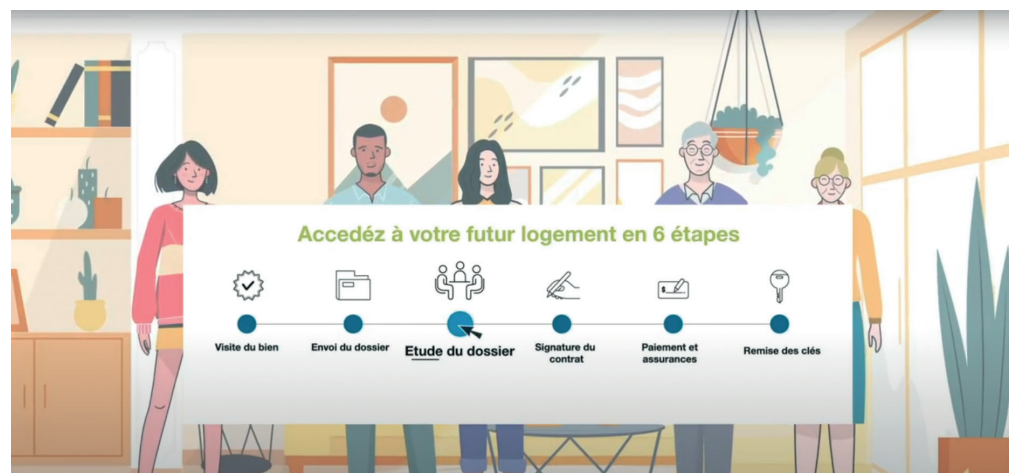 Accedéz à votre futur logement en 6 étapes
$
Visite du bien
Envoi du dossier
Etude du dossier
Signature du
contrat
Paiement et
assurances
Remise des clés